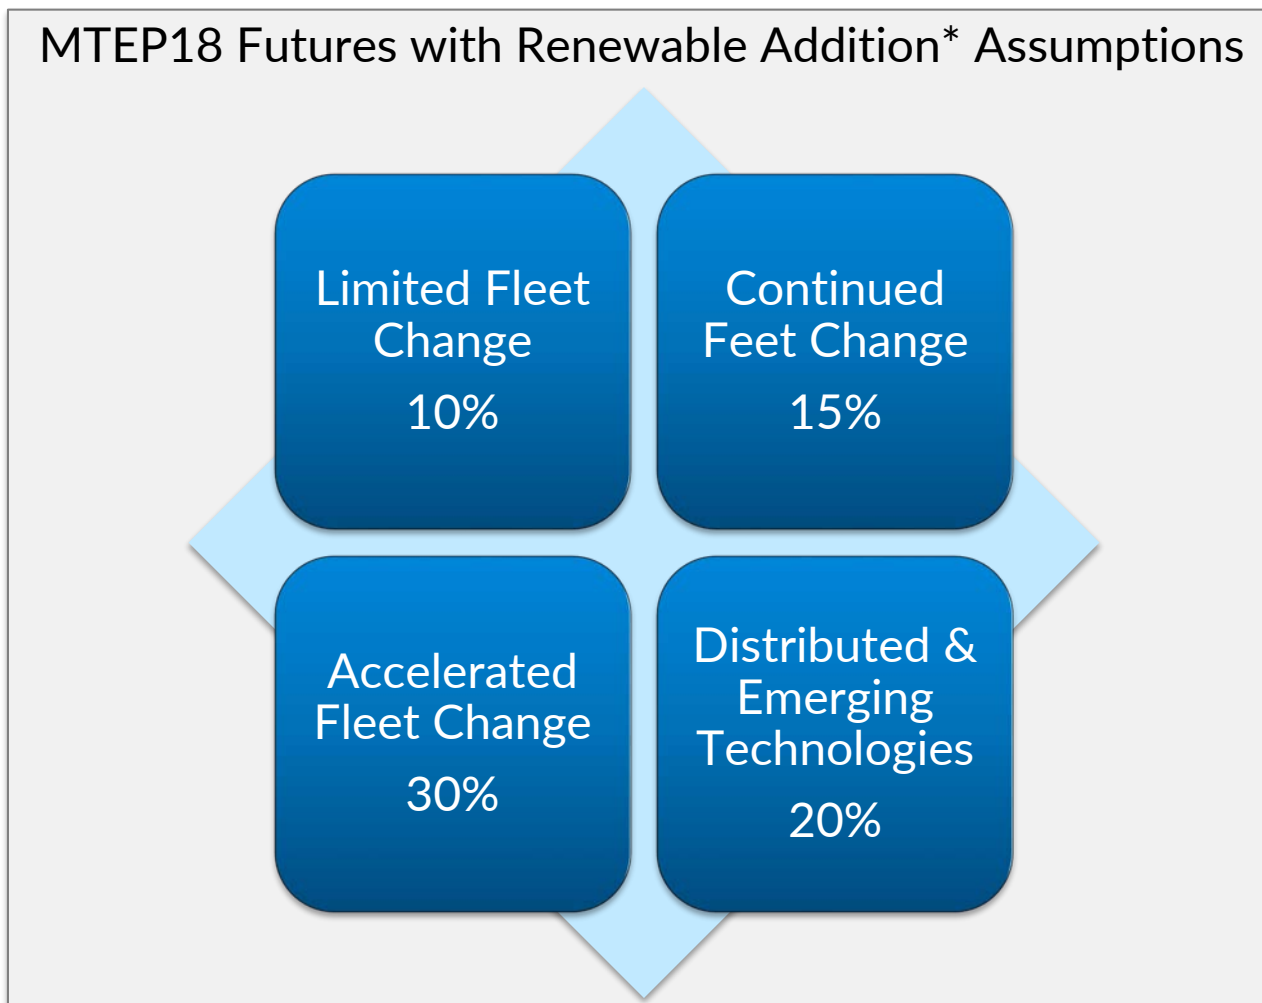 MTEP18 Futures with Renewable Addition* Assumptions
Limited Fleet
Change
10%
Continued
Feet Change
15%
Accelerated
Fleet Change
30%
Distributed &
Emerging
Technologies
20%